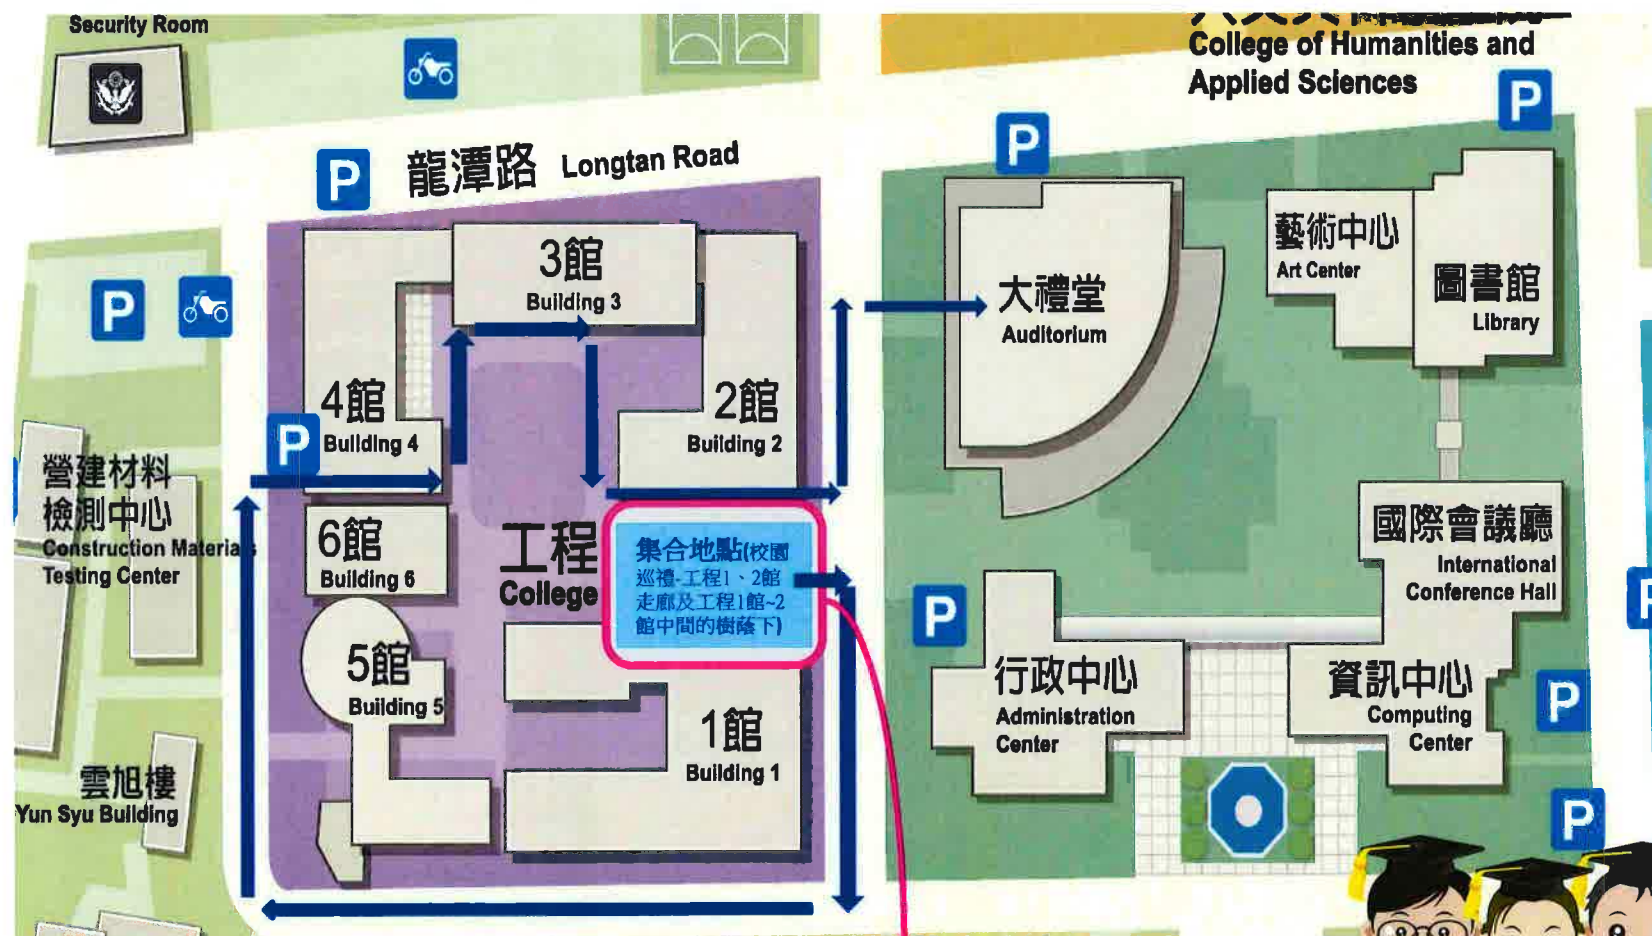 Security Room
College of Humanities and
Applied Sciences
P
P
P
龍潭路 Longtan Road
3館
Building 3
藝術中心
Art Center
圖書館
Library
大禮堂
Auditorium
P
4館
Building 4
2館
Building 2
P
營建材料
檢測中心
Construction Materials
Testing Center
6館
Building 6
工程
College
集合地點(校園
巡禮-工程1、2館
走廊及工程1館~2
館中間的樹蔭下)
國際會議廳
International
Conference Hall
P
P
5館
Building 5
行政中心
Administration
Center
資訊中心
Computing
Center
P
1館
Building 1
雲旭樓
Yun Syu Building
P